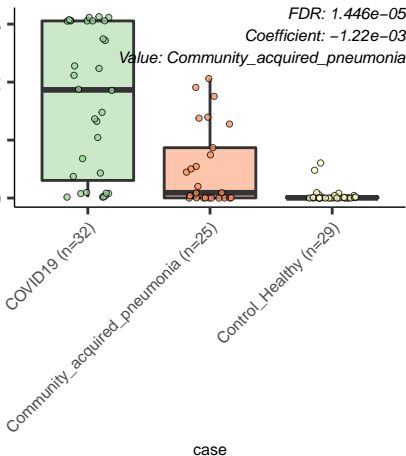 FDR: 1.446e−05
Coefficient: −1.22e−03
Value: Community_acquired_pneumonia
COVID19 (n=32)
Community_acquired_pneumonia (n=25)
Control_Healthy (n=29)
case